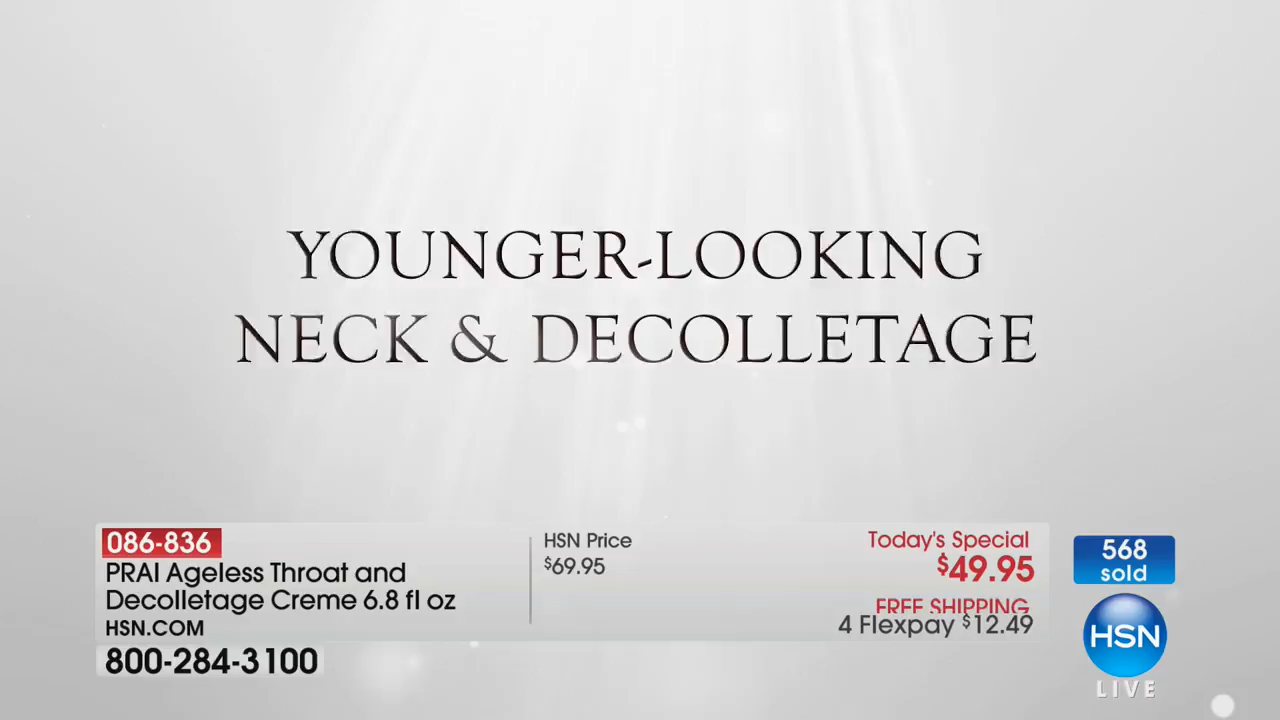 YOUNGER-LOOKING
NECK & DECOLLETAGE
086-836
PRAI Ageless Throat and
Decolletage Creme 6.8 fl oz
HSN.COM
800-284-3100
HSN Price
$69.95
Today's Special
$49.95
FREE SHIPPING
4 Flexpay $12.49
568
sold
HSN
LIVE